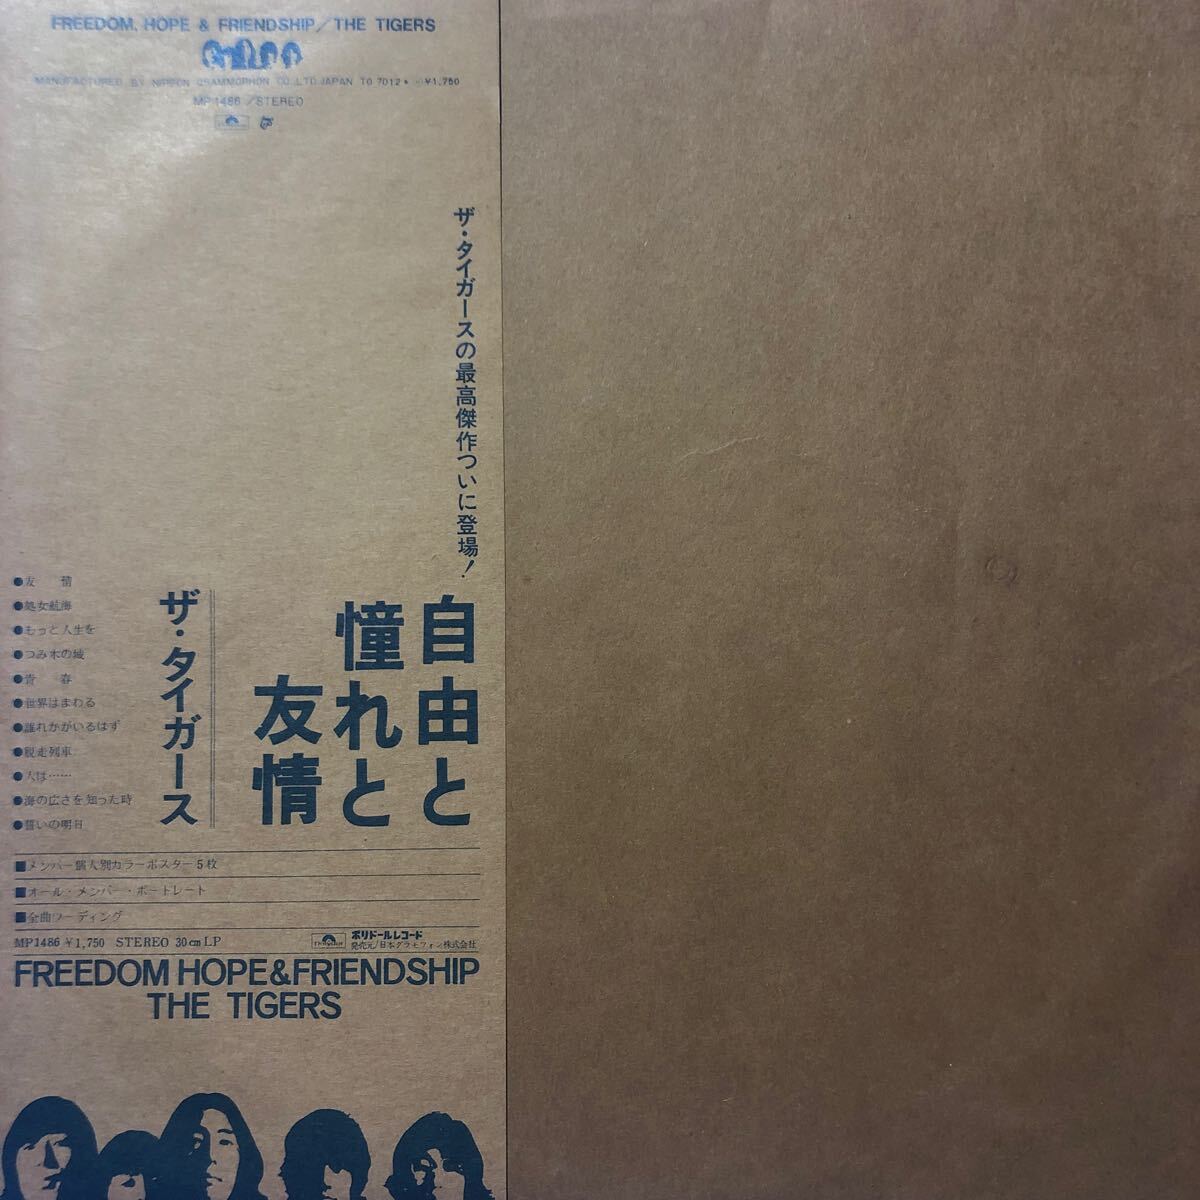 FREEDOM, HOPE & FRIENDSHIP／THE TIGERS
MANUFACTURED BY NIPPON GRAMMOPHON CO.,LTD.JAPAN TO 7012 ¥1,750
MP 1486／STEREO
ザ・タイガースの最高傑作ついに登場！
自由と
憧れと
友情
ザ・タイガース
●友情
●処女航海
●もっと人生を
●つみ木の城
●青春
●世界はまわる
●誰れかがいるはず
●脱走列車
●人は……
●海の広さを知った時
●誓いの明日
■メンバー個人別カラーポスター5枚
■オール・メンバー・ポートレート
■全曲ワーディング
MP1486 ¥1,750 STEREO 30cm LP
ポリドールレコード
発売元/日本グラモフォン株式会社
FREEDOM HOPE&FRIENDSHIP
THE TIGERS